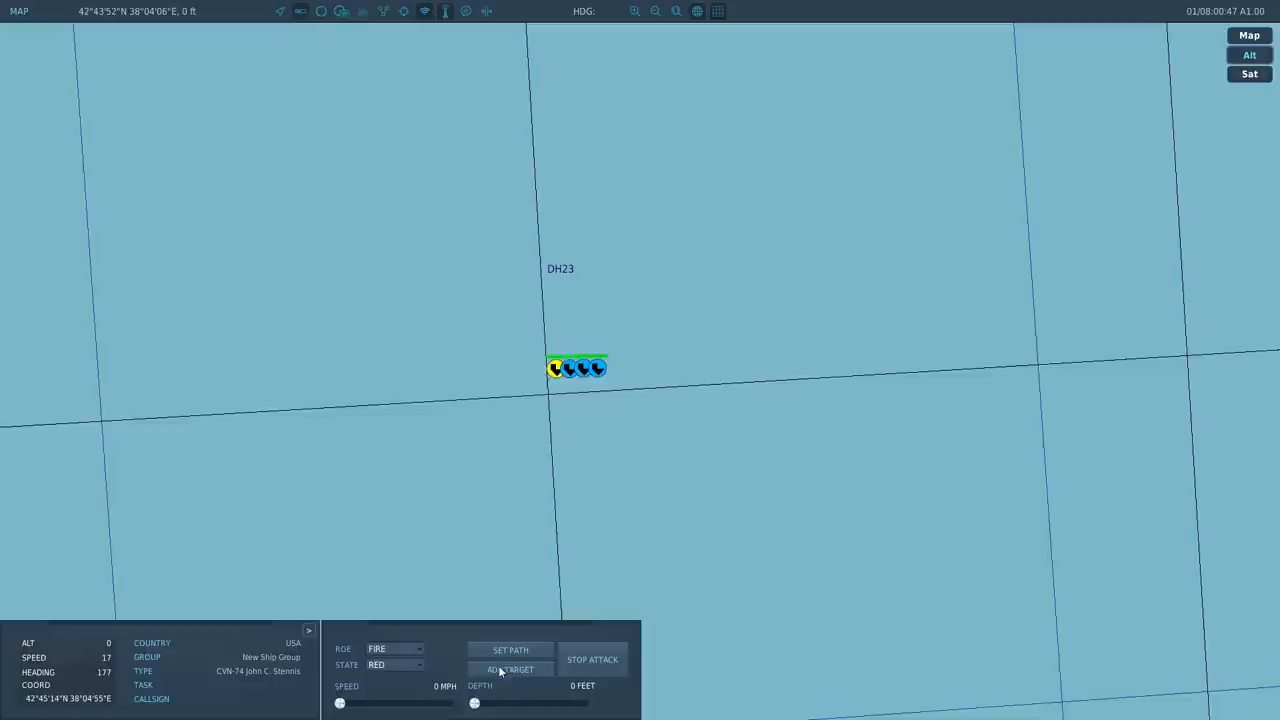 MAP
42°43'52"N 38°04'06"E, 0 ft
HDG:
01/08:00:47 A1.00
Map
Alt
Sat
DH23
>
ALT 0
SPEED 17
HEADING 177
COORD
42°45'14"N 38°04'55"E
COUNTRY USA
GROUP New Ship Group
TYPE CVN-74 John C. Stennis
TASK
CALLSIGN
ROE FIRE
STATE RED
SPEED 0 MPH
SET PATH
ADD TARGET
STOP ATTACK
DEPTH 0 FEET